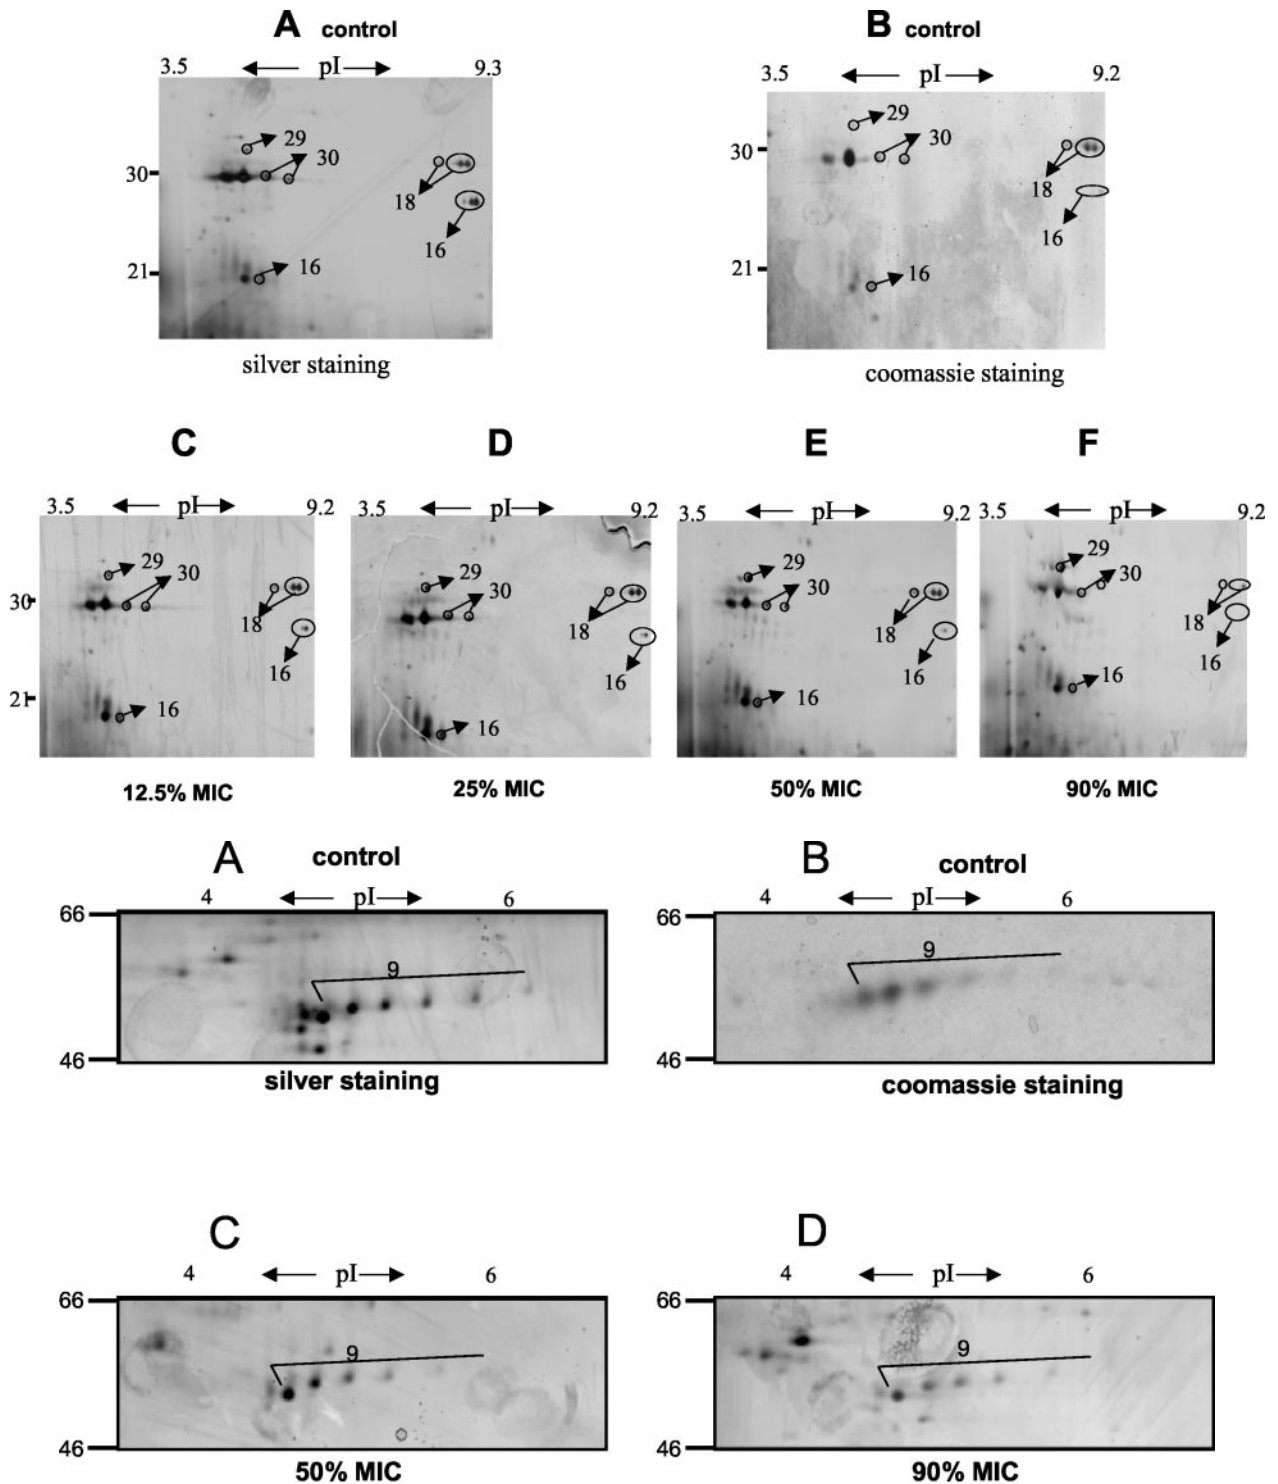 A control
B control
3.5 ← pI → 9.3
3.5 ← pI → 9.2
29
30
30
18
16
21
16
silver staining
29
30
30
18
16
21
16
coomassie staining
C
D
E
F
3.5 ← pI → 9.2
3.5 ← pI → 9.2
3.5 ← pI → 9.2
3.5 ← pI → 9.2
29
30
30
18
16
21
16
29
30
18
16
16
29
30
18
16
16
29
30
18
16
16
12.5% MIC
25% MIC
50% MIC
90% MIC
A control
B control
4 ← pI → 6
4 ← pI → 6
66
9
46
silver staining
66
9
46
coomassie staining
C
D
4 ← pI → 6
4 ← pI → 6
66
9
46
50% MIC
66
9
46
90% MIC